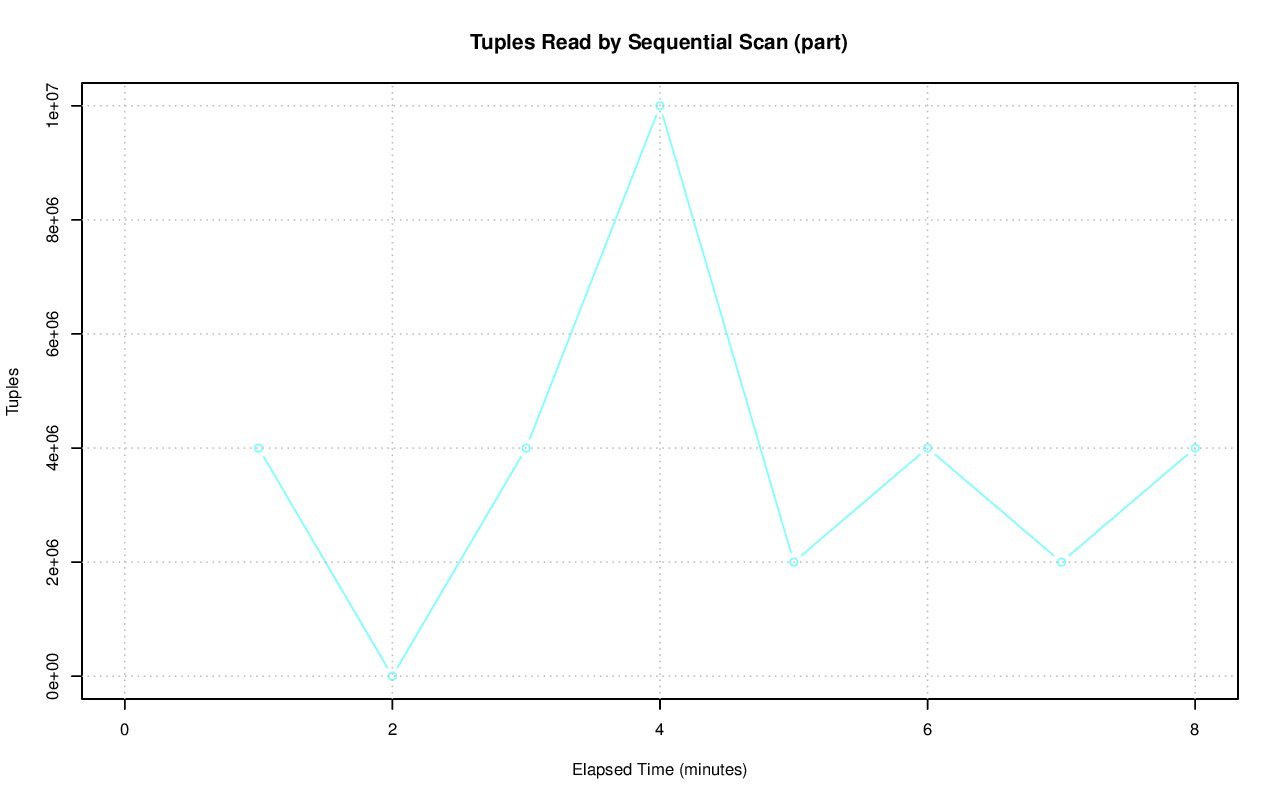 Tuples Read by Sequential Scan (part)
Tuples
1e+07
8e+06
6e+06
4e+06
2e+06
0e+00
0 2 4 6 8
Elapsed Time (minutes)